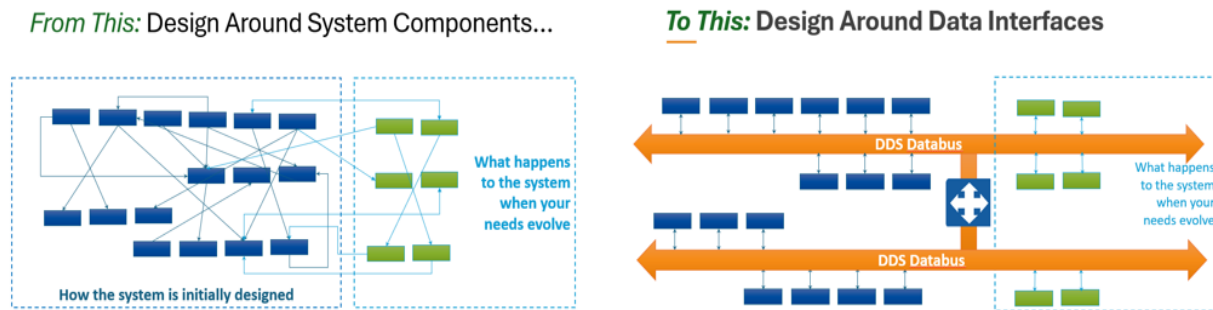 From This: Design Around System Components...
What happens
to the system
when your
needs evolve
How the system is initially designed
To This: Design Around Data Interfaces
DDS Databus
What happens
to the system
when your
needs evolve
DDS Databus